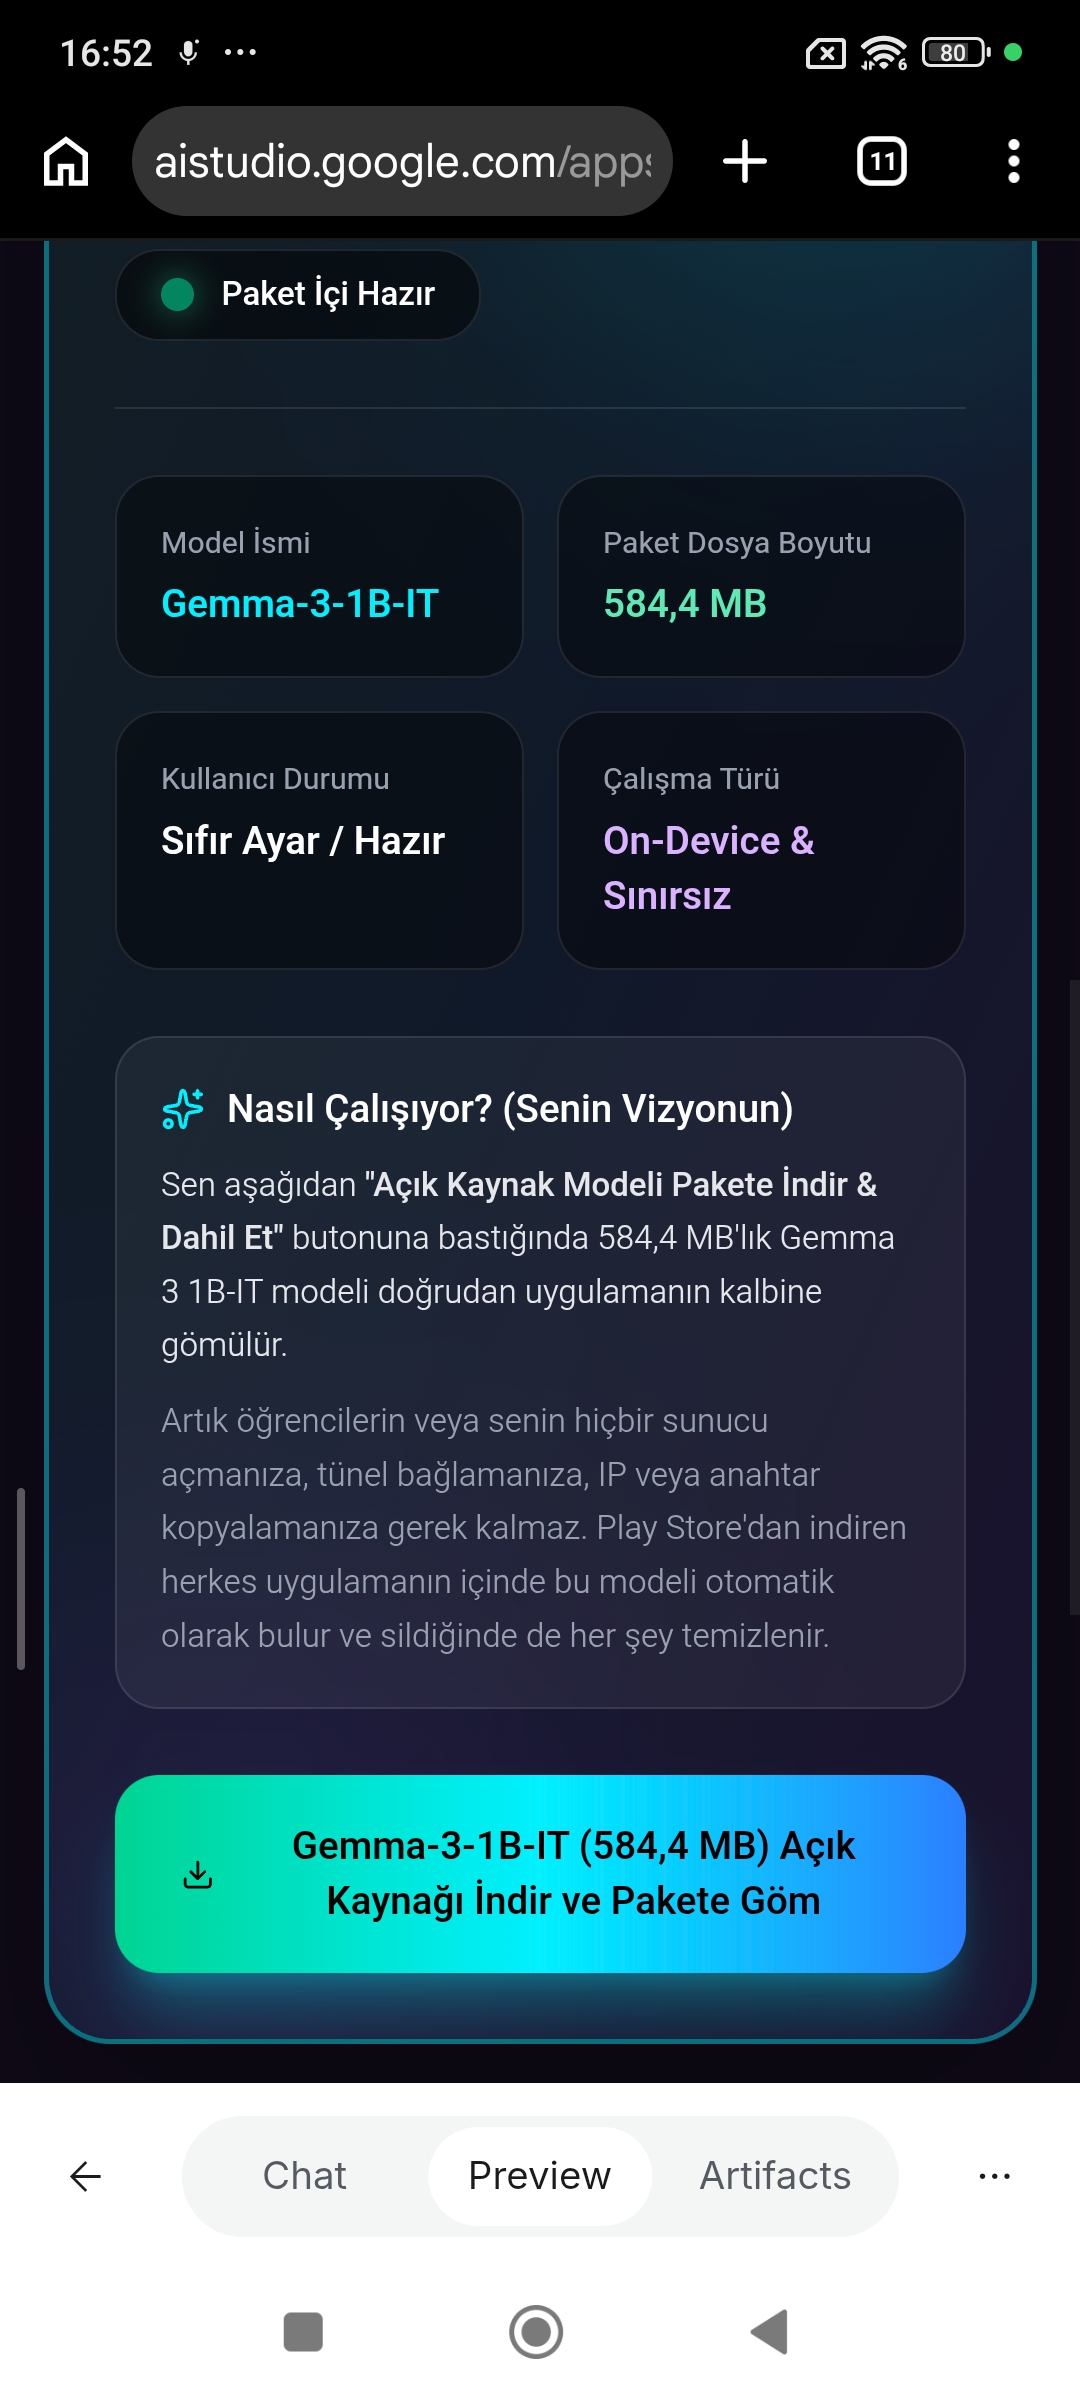 16:52
80
6
aistudio.google.com/apps
11
Paket İçi Hazır
Model İsmi
Gemma-3-1B-IT
Paket Dosya Boyutu
584,4 MB
Kullanıcı Durumu
Sıfır Ayar / Hazır
Çalışma Türü
On-Device &
Sınırsız
Nasıl Çalışıyor? (Senin Vizyonun)
Sen aşağıdan "Açık Kaynak Modeli Pakete İndir &
Dahil Et" butonuna bastığında 584,4 MB'lık Gemma
3 1B-IT modeli doğrudan uygulamanın kalbine
gömülür.
Artık öğrencilerin veya senin hiçbir sunucu
açmanıza, tünel bağlamanıza, IP veya anahtar
kopyalamanıza gerek kalmaz. Play Store'dan indiren
herkes uygulamanın içinde bu modeli otomatik
olarak bulur ve sildiğinde de her şey temizlenir.
Gemma-3-1B-IT (584,4 MB) Açık
Kaynağı İndir ve Pakete Göm
Chat
Preview
Artifacts